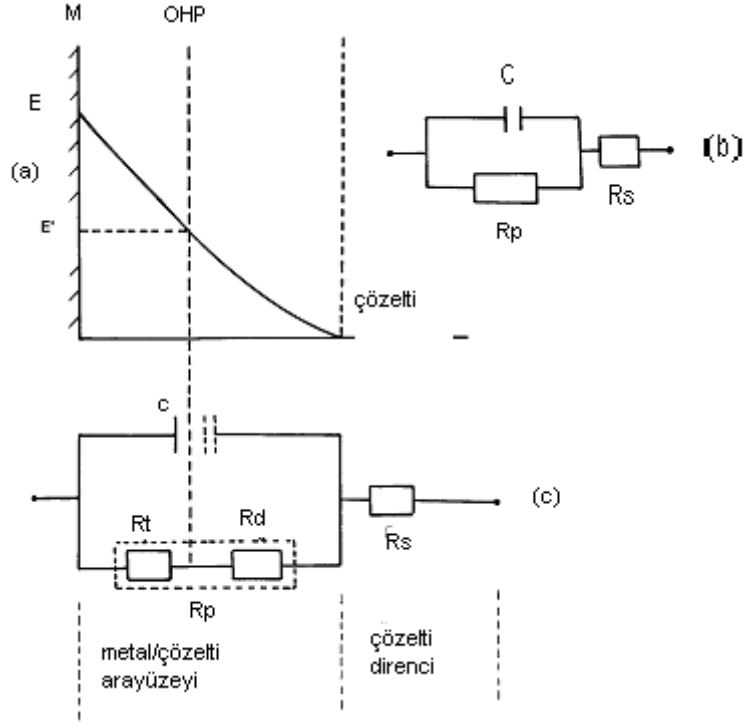 M
OHP
E
(a)
E'
çözelti
C
Rp
Rs
(b)
c
Rt
Rd
Rp
Rs
(c)
metal/çözelti
arayüzeyi
çözelti
direnci